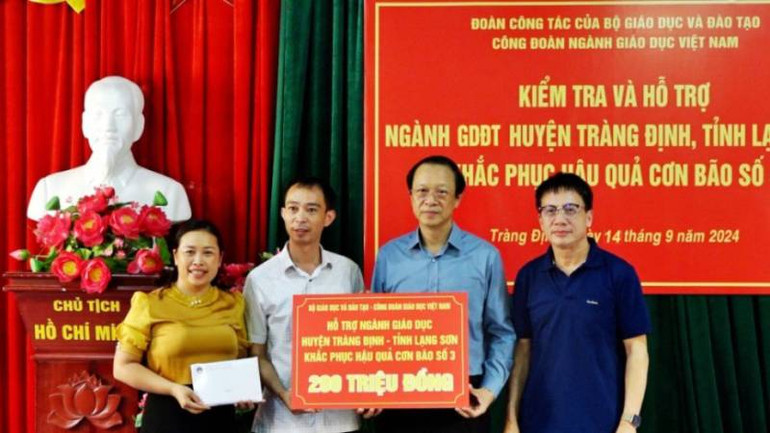 ĐOÀN CÔNG TÁC CỦA BỘ GIÁO DỤC VÀ ĐÀO TẠO
CÔNG ĐOÀN NGÀNH GIÁO DỤC VIỆT NAM
KIỂM TRA VÀ HỖ TRỢ
NGÀNH GDĐT HUYỆN TRÀNG ĐỊNH, TỈNH LẠ
KHẮC PHỤC HẬU QUẢ CƠN BÃO SỐ
Tràng Đị ày 14 tháng 9 năm 2024
CHỦ TỊCH
HỒ CHÍ MI
BỘ GIÁO DỤC VÀ ĐÀO TẠO - CÔNG ĐOÀN GIÁO DỤC VIỆT NAM
HỖ TRỢ NGÀNH GIÁO DỤC
HUYỆN TRÀNG ĐỊNH - TỈNH LẠNG SƠN
KHẮC PHỤC HẬU QUẢ CƠN BÃO SỐ 3
200 TRIỆU ĐỒNG